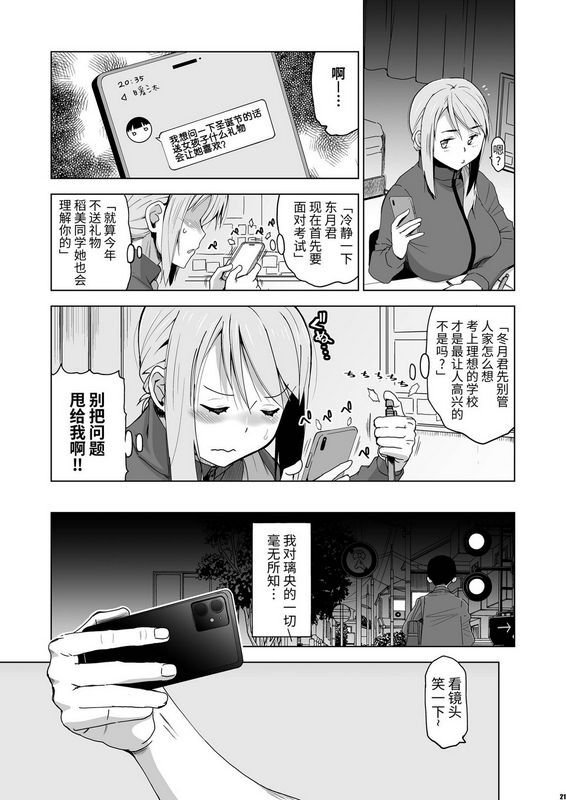 嗯?
啊ー…
20:35
我想问一下圣诞节的话
送女孩子什么礼物
会让她喜欢?
「冷静一下
东月君
现在首先要
面对考试」
「就算今年
不送礼物
稻美同学她也会
理解你的」
「冬月君先别管
人家怎么想
考上理想的学校
才是最让人高兴的
不是吗?」
别把问题
甩给我啊!!
我对璃央的一切
毫无所知…
看镜头
笑一下~
21